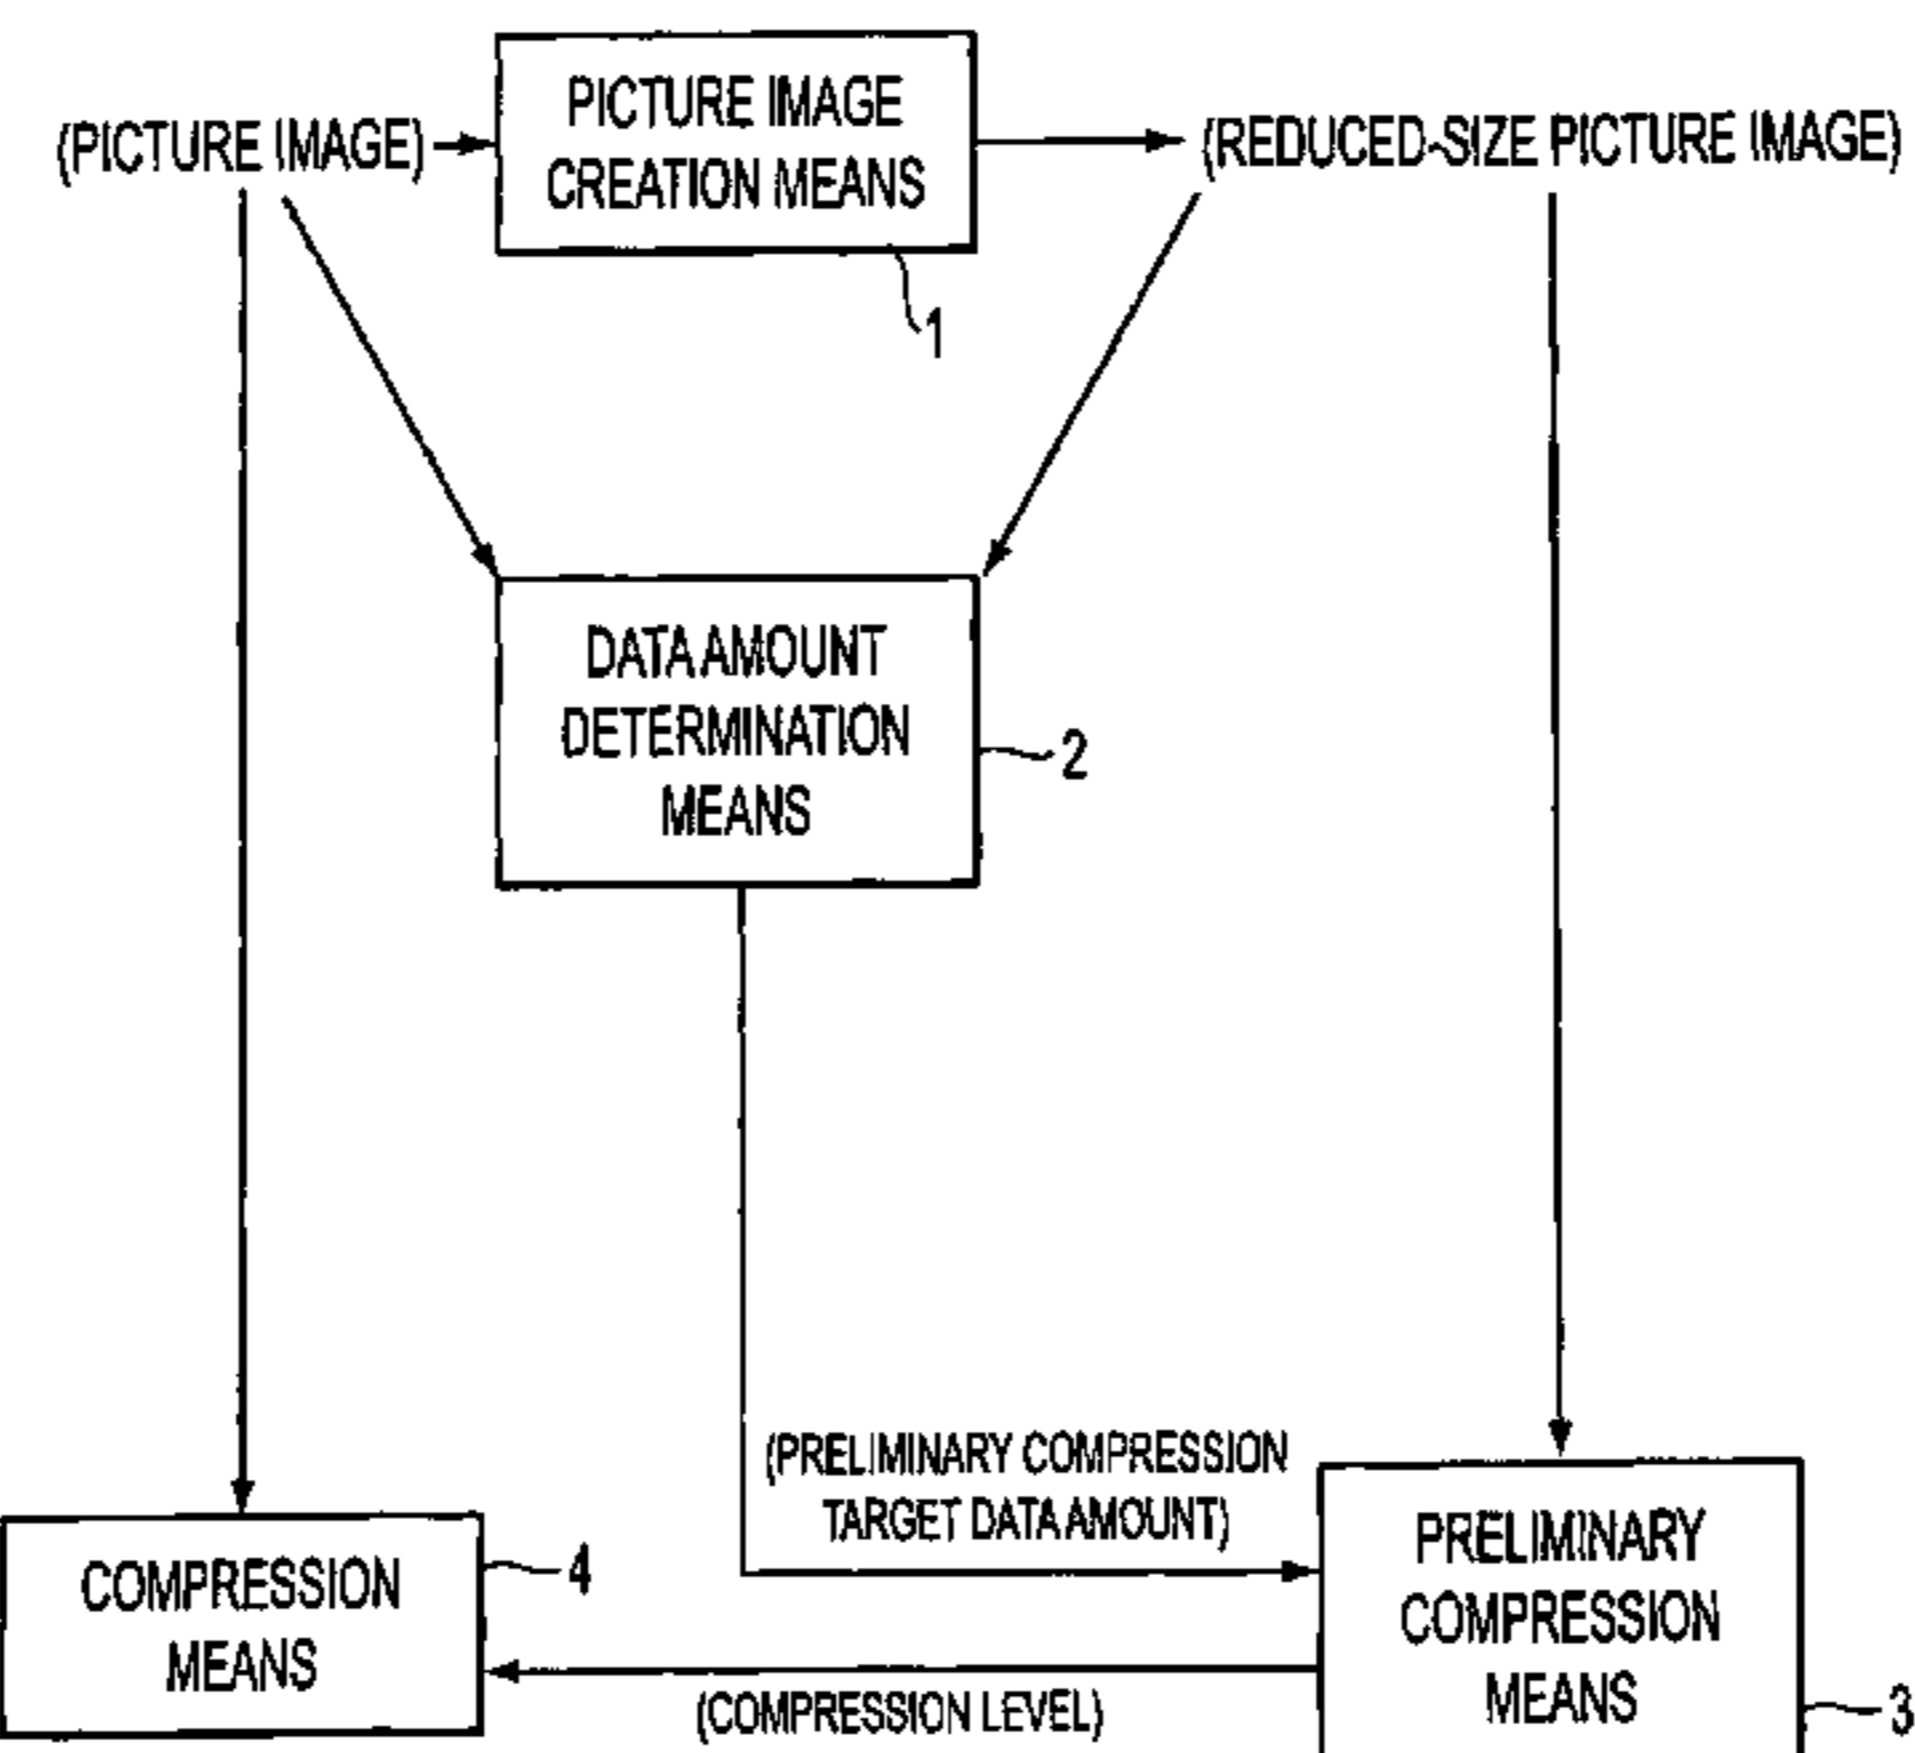 PICTURE IMAGE
CREATION MEANS
(PICTURE IMAGE)
(REDUCED-SIZE PICTURE IMAGE)
1
DATA AMOUNT
DETERMINATION
MEANS
2
(PRELIMINARY COMPRESSION
TARGET DATA AMOUNT)
PRELIMINARY
COMPRESSION
MEANS
3
COMPRESSION
MEANS
4
(COMPRESSION LEVEL)